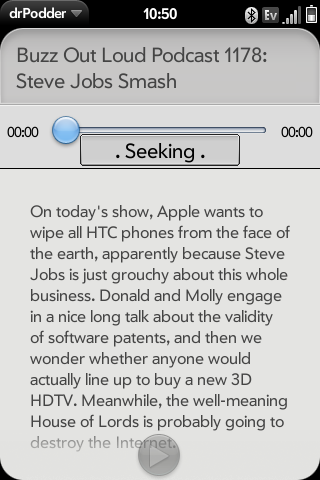 drPodder 10:50 Ev
Buzz Out Loud Podcast 1178:
Steve Jobs Smash
00:00 00:00
. Seeking .
On today's show, Apple wants to
wipe all HTC phones from the face of
the earth, apparently because Steve
Jobs is just grouchy about this whole
business. Donald and Molly engage
in a nice long talk about the validity
of software patents, and then we
wonder whether anyone would
actually line up to buy a new 3D
HDTV. Meanwhile, the well-meaning
House of Lords is probably going to
destroy the Internet.